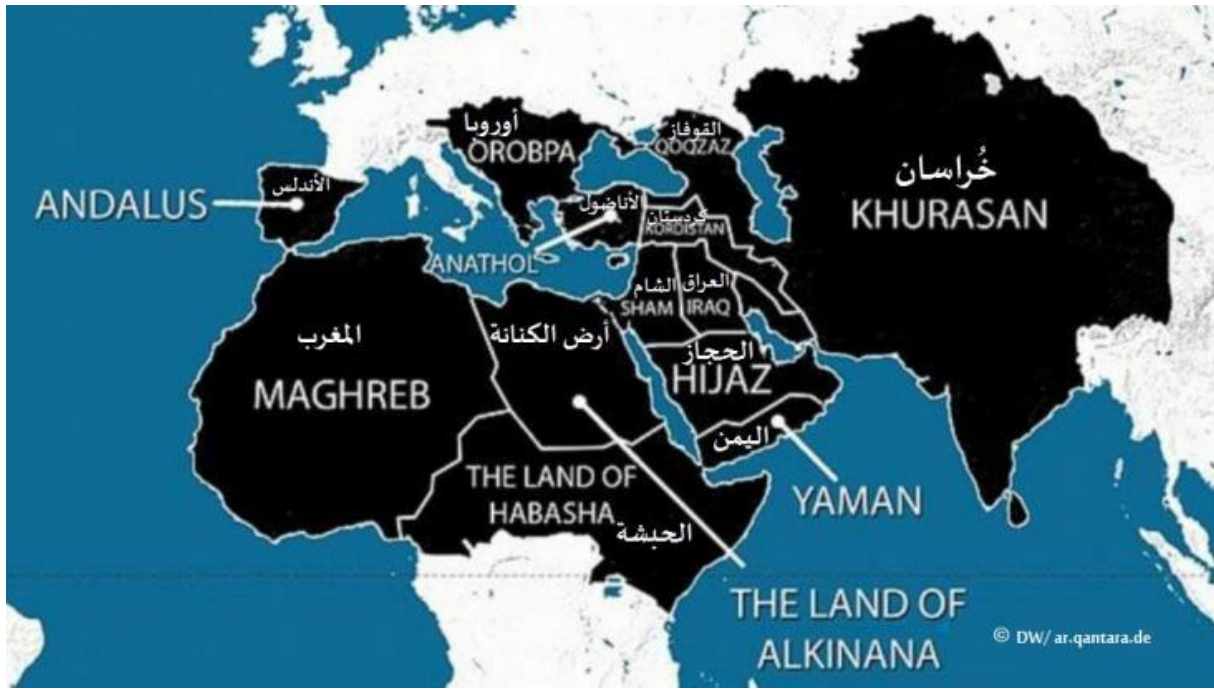 أوروبا
OROBPA
القوفاز
QOQZAZ
خُراسان
KHURASAN
الأندلس
ANDALUS
الأناضول
ANATHOL
كردستان
KORDISTAN
الشام
SHAM
العراق
IRAQ
المغرب
MAGHREB
أرض الكنانة
الحجاز
HIJAZ
اليمن
YAMAN
THE LAND OF
HABASHA
الحبشة
THE LAND OF
ALKINANA
© DW/ ar.qantara.de